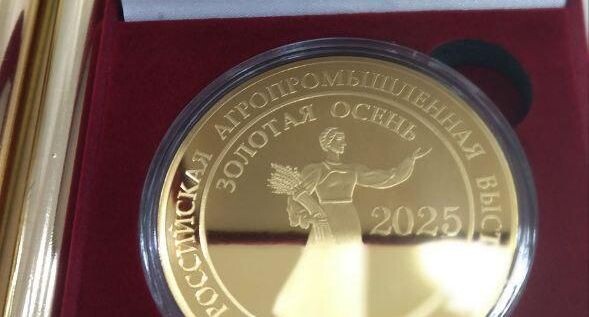 РОССИЙСКАЯ АГРОПРОМЫШЛЕННАЯ
ЗОЛОТАЯ ОСЕНЬ
2025